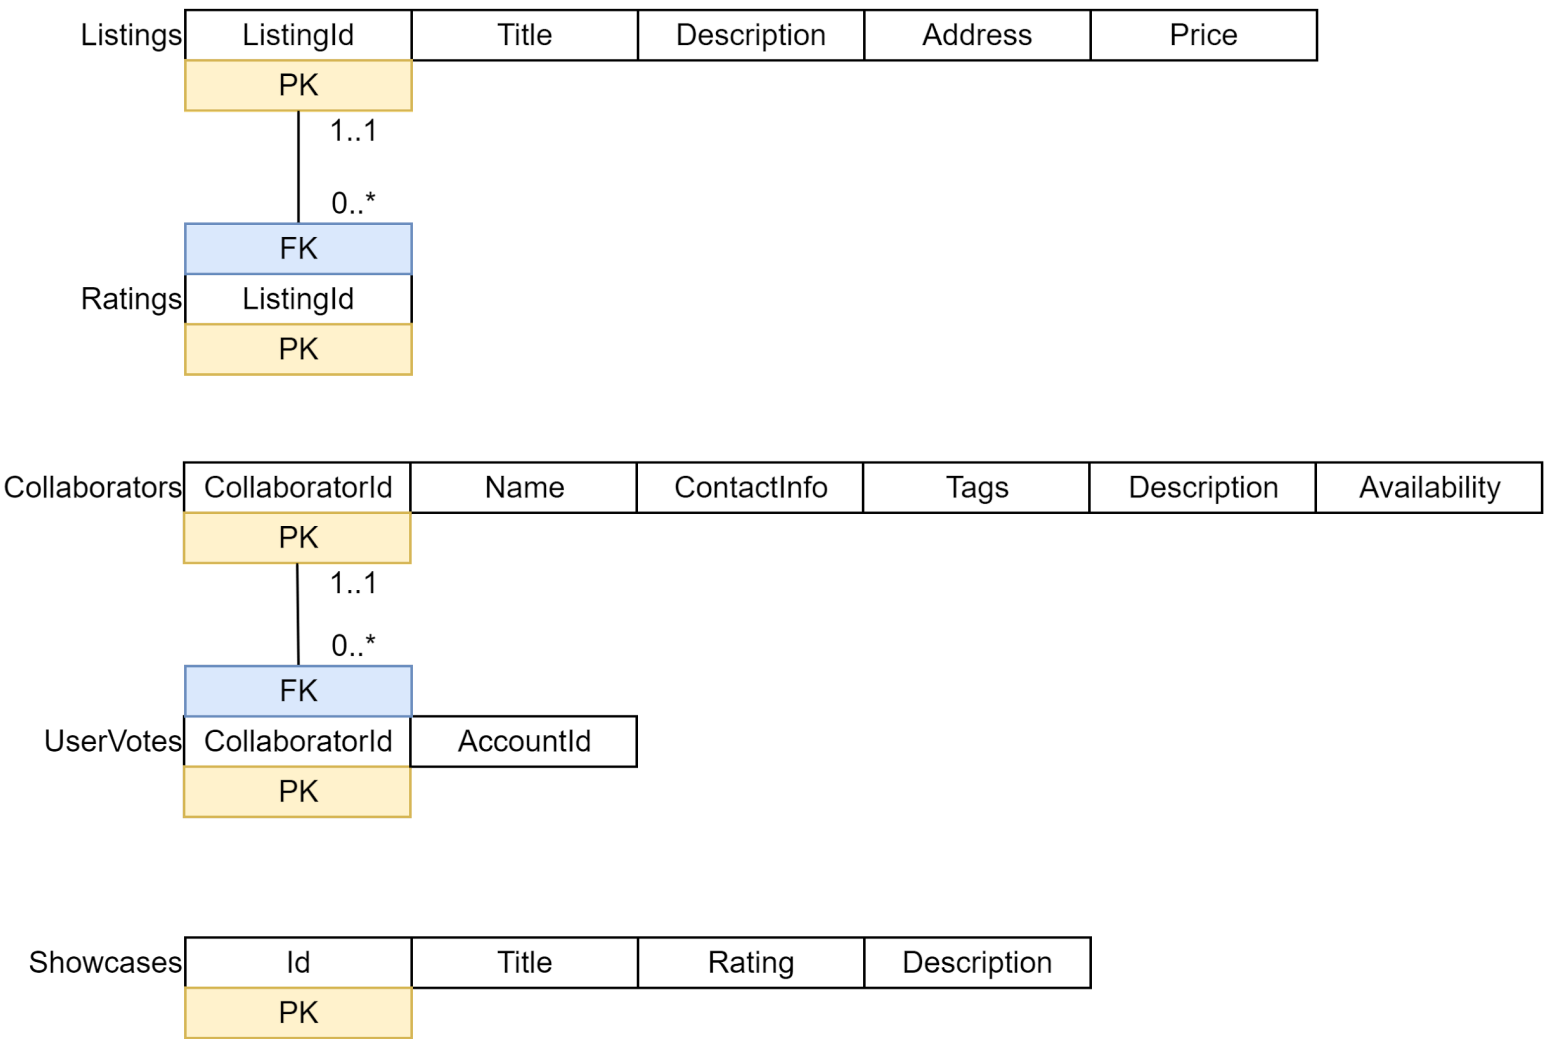 Listings ListingId Title Description Address Price
PK
1..1
0..*
FK
Ratings ListingId
PK
Collaborators CollaboratorId Name ContactInfo Tags Description Availability
PK
1..1
0..*
FK
UserVotes CollaboratorId AccountId
PK
Showcases Id Title Rating Description
PK